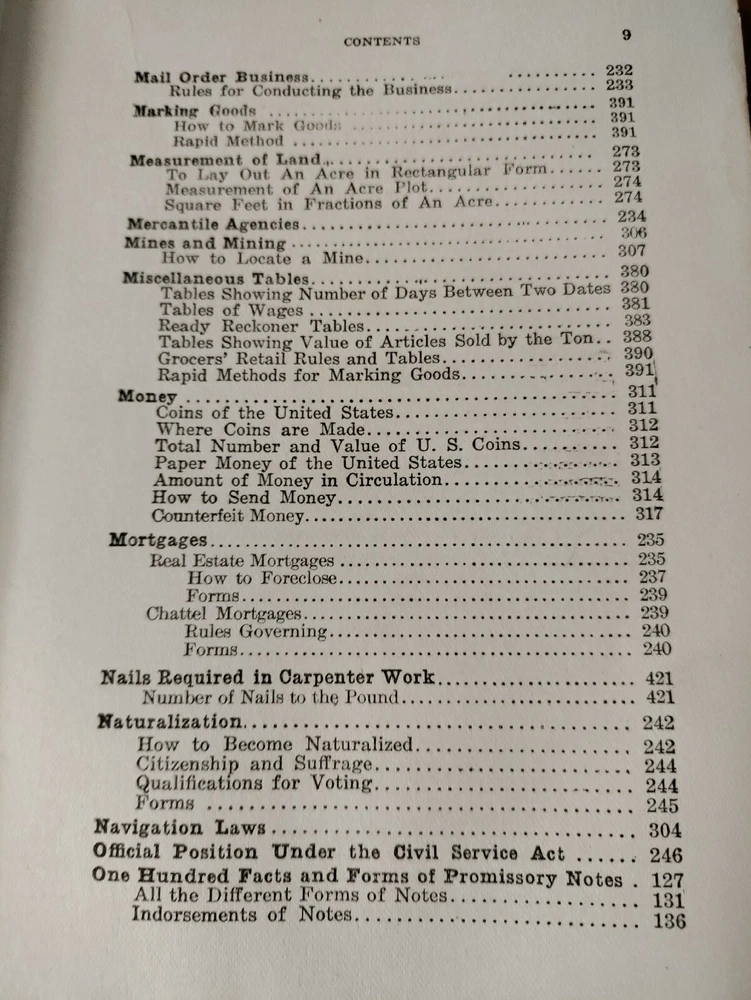 CONTENTS 9
Mail Order Business............ ... .......... 232
Rules for Conducting the Business................. 233
Marking Goods ........................................ 391
How to Mark Goods ............................. 391
Rapid Method .................................... 391
Measurement of Land................................. 273
To Lay Out An Acre in Rectangular Form...... 273
Measurement of An Acre Plot.................... 274
Square Feet in Fractions of An Acre............ 274
Mercantile Agencies................................... 234
Mines and Mining ..................................... 306
How to Locate a Mine............................. 307
Miscellaneous Tables.................................. 380
Tables Showing Number of Days Between Two Dates 380
Tables of Wages .................................. 381
Ready Reckoner Tables........................... 383
Tables Showing Value of Articles Sold by the Ton.. 388
Grocers' Retail Rules and Tables................. 390
Rapid Methods for Marking Goods.................. 391
Money ................................................ 311
Coins of the United States........................ 311
Where Coins are Made............................. 312
Total Number and Value of U. S. Coins.......... 312
Paper Money of the United States................ 313
Amount of Money in Circulation................... 314
How to Send Money................................ 314
Counterfeit Money.................................. 317
Mortgages............................................. 235
Real Estate Mortgages ............................. 235
How to Foreclose............................... 237
Forms............................................ 239
Chattel Mortgages.................................. 239
Rules Governing................................ 240
Forms............................................ 240
Nails Required in Carpenter Work..................... 421
Number of Nails to the Pound..................... 421
Naturalization......................................... 242
How to Become Naturalized........................ 242
Citizenship and Suffrage........................... 244
Qualifications for Voting........................... 244
Forms ............................................. 245
Navigation Laws...................................... 304
Official Position Under the Civil Service Act ...... 246
One Hundred Facts and Forms of Promissory Notes . 127
All the Different Forms of Notes.................. 131
Indorsements of Notes............................. 136